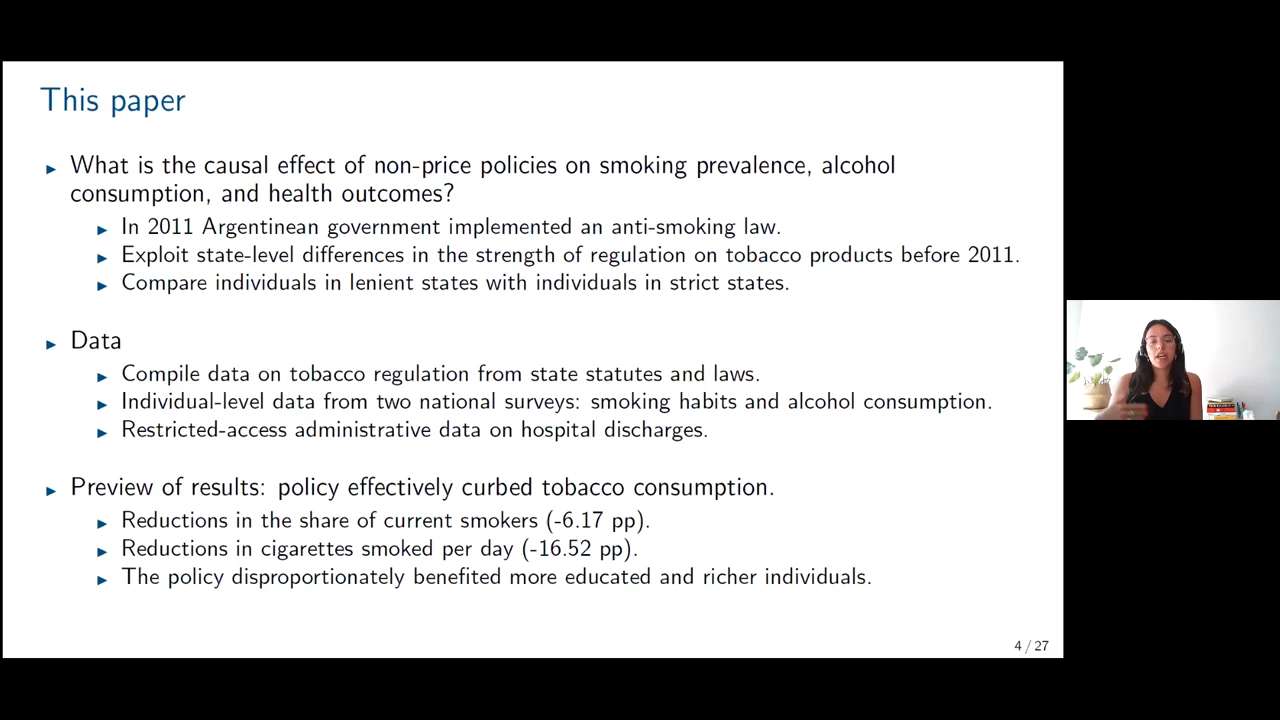 This paper
► What is the causal effect of non-price policies on smoking prevalence, alcohol
consumption, and health outcomes?
► In 2011 Argentinean government implemented an anti-smoking law.
► Exploit state-level differences in the strength of regulation on tobacco products before 2011.
► Compare individuals in lenient states with individuals in strict states.
► Data
► Compile data on tobacco regulation from state statutes and laws.
► Individual-level data from two national surveys: smoking habits and alcohol consumption.
► Restricted-access administrative data on hospital discharges.
► Preview of results: policy effectively curbed tobacco consumption.
► Reductions in the share of current smokers (-6.17 pp).
► Reductions in cigarettes smoked per day (-16.52 pp).
► The policy disproportionately benefited more educated and richer individuals.
4 / 27